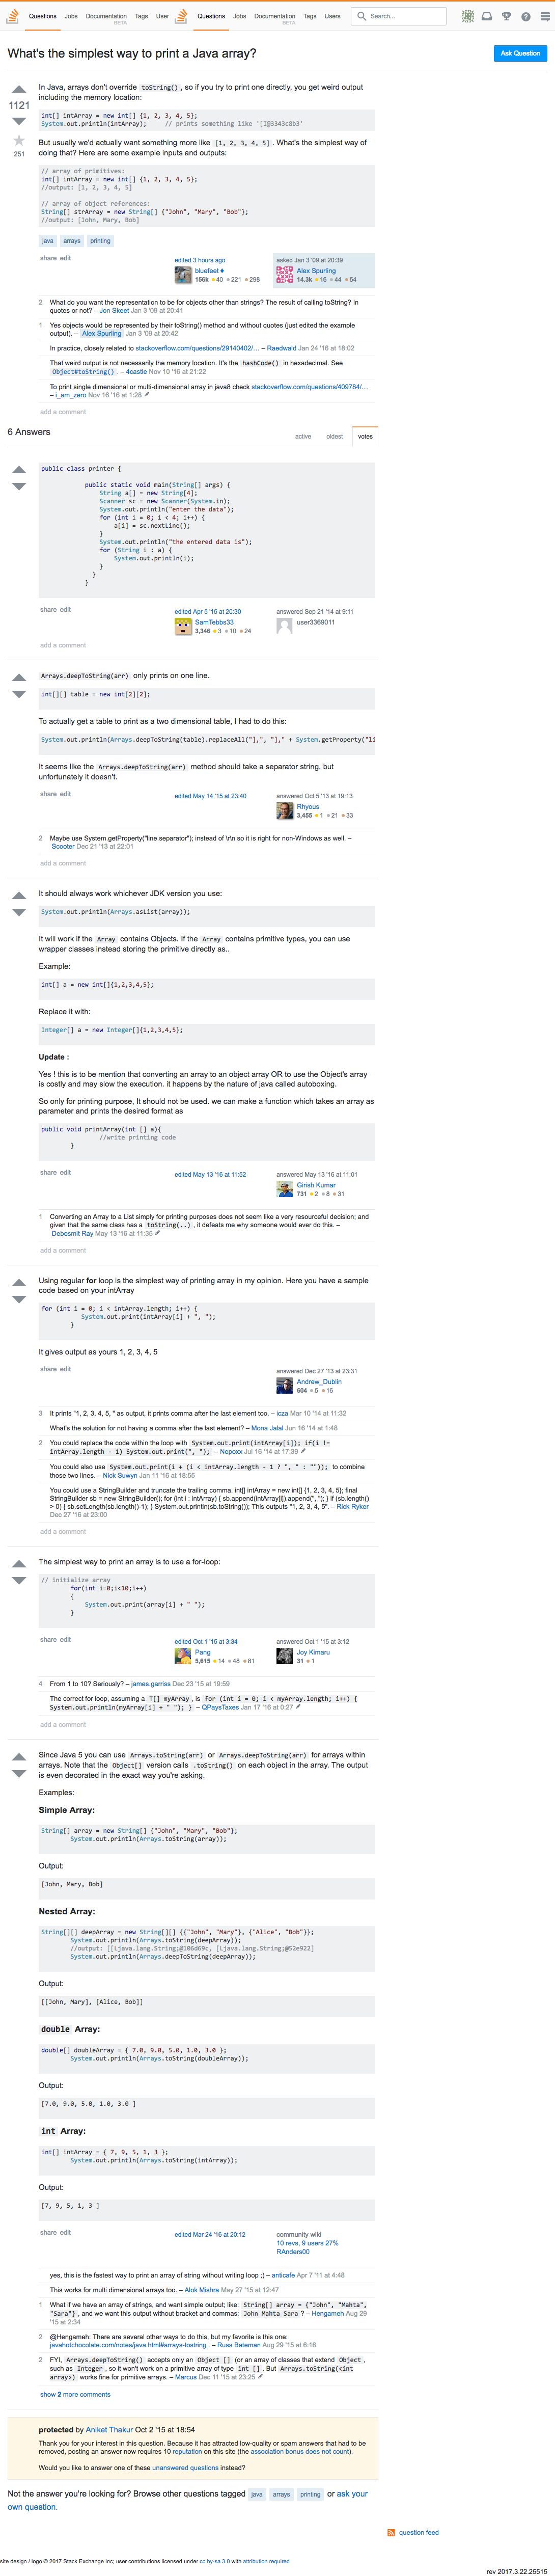 Questions Jobs Documentation BETA Tags User Questions Jobs Documentation BETA Tags Users Search...
What's the simplest way to print a Java array?
Ask Question
1121
251
In Java, arrays don't override toString() , so if you try to print one directly, you get weird output
including the memory location:
int[] intArray = new int[] {1, 2, 3, 4, 5};
System.out.println(intArray);     // prints something like '[I@3343c8b3'
But usually we'd actually want something more like [1, 2, 3, 4, 5] . What's the simplest way of
doing that? Here are some example inputs and outputs:
// array of primitives:
int[] intArray = new int[] {1, 2, 3, 4, 5};
//output: [1, 2, 3, 4, 5]
// array of object references:
String[] strArray = new String[] {"John", "Mary", "Bob"};
//output: [John, Mary, Bob]
java arrays printing
share edit
edited 3 hours ago
bluefeet ♦
156k 40 221 298
asked Jan 3 '09 at 20:39
Alex Spurling
14.3k 16 44 54
2 What do you want the representation to be for objects other than strings? The result of calling toString? In
quotes or not? – Jon Skeet Jan 3 '09 at 20:41
1 Yes objects would be represented by their toString() method and without quotes (just edited the example
output). – Alex Spurling Jan 3 '09 at 20:42
In practice, closely related to stackoverflow.com/questions/29140402/… – Raedwald Jan 24 '16 at 18:02
That weird output is not necessarily the memory location. It's the hashCode() in hexadecimal. See
Object#toString() . – 4castle Nov 10 '16 at 21:22
To print single dimensional or multi-dimensional array in java8 check stackoverflow.com/questions/409784/…
– i_am_zero Nov 16 '16 at 1:28
add a comment
6 Answers
active oldest votes
public class printer {
public static void main(String[] args) {
String a[] = new String[4];
Scanner sc = new Scanner(System.in);
System.out.println("enter the data");
for (int i = 0; i < 4; i++) {
a[i] = sc.nextLine();
}
System.out.println("the entered data is");
for (String i : a) {
System.out.println(i);
}
}
}
share edit
edited Apr 5 '15 at 20:30
SamTebbs33
3,346 3 10 24
answered Sep 21 '14 at 9:11
user3369011
add a comment
Arrays.deepToString(arr) only prints on one line.
int[][] table = new int[2][2];
To actually get a table to print as a two dimensional table, I had to do this:
System.out.println(Arrays.deepToString(table).replaceAll("],", "]," + System.getProperty("li
It seems like the Arrays.deepToString(arr) method should take a separator string, but
unfortunately it doesn't.
share edit
edited May 14 '15 at 23:40
answered Oct 5 '13 at 19:13
Rhyous
3,455 1 21 33
2 Maybe use System.getProperty("line.separator"); instead of \r\n so it is right for non-Windows as well. –
Scooter Dec 21 '13 at 22:01
add a comment
It should always work whichever JDK version you use:
System.out.println(Arrays.asList(array));
It will work if the Array contains Objects. If the Array contains primitive types, you can use
wrapper classes instead storing the primitive directly as..
Example:
int[] a = new int[]{1,2,3,4,5};
Replace it with:
Integer[] a = new Integer[]{1,2,3,4,5};
Update :
Yes ! this is to be mention that converting an array to an object array OR to use the Object's array
is costly and may slow the execution. it happens by the nature of java called autoboxing.
So only for printing purpose, It should not be used. we can make a function which takes an array as
parameter and prints the desired format as
public void printArray(int [] a){
//write printing code
}
share edit
edited May 13 '16 at 11:52
answered May 13 '16 at 11:01
Girish Kumar
731 2 8 31
1 Converting an Array to a List simply for printing purposes does not seem like a very resourceful decision; and
given that the same class has a toString(..) , it defeats me why someone would ever do this. –
Debosmit Ray May 13 '16 at 11:35
add a comment
Using regular for loop is the simplest way of printing array in my opinion. Here you have a sample
code based on your intArray
for (int i = 0; i < intArray.length; i++) {
System.out.print(intArray[i] + ", ");
}
It gives output as yours 1, 2, 3, 4, 5
share edit
answered Dec 27 '13 at 23:31
Andrew_Dublin
604 5 16
3 It prints "1, 2, 3, 4, 5, " as output, it prints comma after the last element too. – icza Mar 10 '14 at 11:32
What's the solution for not having a comma after the last element? – Mona Jalal Jun 16 '14 at 1:48
2 You could replace the code within the loop with System.out.print(intArray[i]); if(i !=
intArray.length - 1) System.out.print(", "); – Nepoxx Jul 16 '14 at 17:39
You could also use System.out.print(i + (i < intArray.length - 1 ? ", " : "")); to combine
those two lines. – Nick Suwyn Jan 11 '16 at 18:55
You could use a StringBuilder and truncate the trailing comma. int[] intArray = new int[] {1, 2, 3, 4, 5}; final
StringBuilder sb = new StringBuilder(); for (int i : intArray) { sb.append(intArray[i]).append(", "); } if (sb.length()
> 0) { sb.setLength(sb.length()-1); } System.out.println(sb.toString()); This outputs "1, 2, 3, 4, 5". – Rick Ryker
Dec 27 '16 at 23:00
add a comment
The simplest way to print an array is to use a for-loop:
// initialize array
for(int i=0;i<10;i++)
{
System.out.print(array[i] + " ");
}
share edit
edited Oct 1 '15 at 3:34
Pang
5,615 14 48 81
answered Oct 1 '15 at 3:12
Joy Kimaru
31 1
4 From 1 to 10? Seriously? – james.garriss Dec 23 '15 at 19:59
The correct for loop, assuming a T[] myArray , is for (int i = 0; i < myArray.length; i++) {
System.out.println(myArray[i] + " "); } – QPaysTaxes Jan 17 '16 at 0:27
add a comment
Since Java 5 you can use Arrays.toString(arr) or Arrays.deepToString(arr) for arrays within
arrays. Note that the Object[] version calls .toString() on each object in the array. The output
is even decorated in the exact way you're asking.
Examples:
Simple Array:
String[] array = new String[] {"John", "Mary", "Bob"};
System.out.println(Arrays.toString(array));
Output:
[John, Mary, Bob]
Nested Array:
String[][] deepArray = new String[][] {{"John", "Mary"}, {"Alice", "Bob"}};
System.out.println(Arrays.toString(deepArray));
//output: [[Ljava.lang.String;@106d69c, [Ljava.lang.String;@52e922]
System.out.println(Arrays.deepToString(deepArray));
Output:
[[John, Mary], [Alice, Bob]]
double Array:
double[] doubleArray = { 7.0, 9.0, 5.0, 1.0, 3.0 };
System.out.println(Arrays.toString(doubleArray));
Output:
[7.0, 9.0, 5.0, 1.0, 3.0 ]
int Array:
int[] intArray = { 7, 9, 5, 1, 3 };
System.out.println(Arrays.toString(intArray));
Output:
[7, 9, 5, 1, 3 ]
share edit
edited Mar 24 '16 at 20:12
community wiki
10 revs, 9 users 27%
RAnders00
yes, this is the fastest way to print an array of string without writing loop ;) – anticafe Apr 7 '11 at 4:48
This works for multi dimensional arrays too. – Alok Mishra May 27 '15 at 12:47
1 What if we have an array of strings, and want simple output; like: String[] array = {"John", "Mahta",
"Sara"} , and we want this output without bracket and commas: John Mahta Sara ? – Hengameh Aug 29
'15 at 2:34
2 @Hengameh: There are several other ways to do this, but my favorite is this one:
javahotchocolate.com/notes/java.html#arrays-tostring . – Russ Bateman Aug 29 '15 at 6:16
2 FYI, Arrays.deepToString() accepts only an Object [] (or an array of classes that extend Object ,
such as Integer , so it won't work on a primitive array of type int [] . But Arrays.toString(<int
array>) works fine for primitive arrays. – Marcus Dec 11 '15 at 23:25
show 2 more comments
protected by Aniket Thakur Oct 2 '15 at 18:54
Thank you for your interest in this question. Because it has attracted low-quality or spam answers that had to be
removed, posting an answer now requires 10 reputation on this site (the association bonus does not count).
Would you like to answer one of these unanswered questions instead?
Not the answer you're looking for? Browse other questions tagged java arrays printing or ask your
own question.
question feed
site design / logo © 2017 Stack Exchange Inc; user contributions licensed under cc by-sa 3.0 with attribution required
rev 2017.3.22.25515